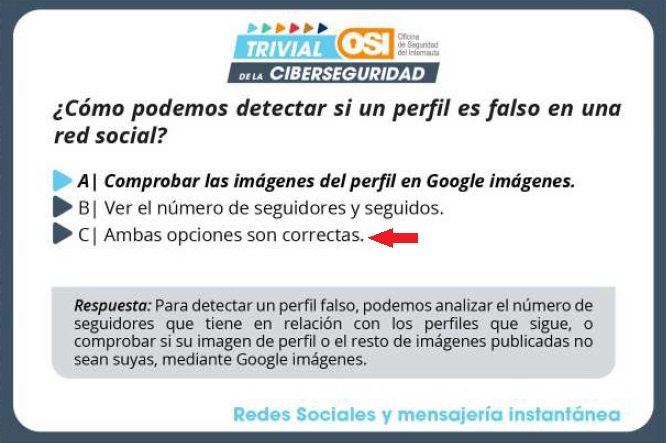 TRIVIAL OSI Oficina
de Seguridad
del Internauta
DE LA CIBERSEGURIDAD
¿Cómo podemos detectar si un perfil es falso en una
red social?
A| Comprobar las imágenes del perfil en Google imágenes.
B| Ver el número de seguidores y seguidos.
C| Ambas opciones son correctas.
Respuesta: Para detectar un perfil falso, podemos analizar el número de
seguidores que tiene en relación con los perfiles que sigue, o
comprobar si su imagen de perfil o el resto de imágenes publicadas no
sean suyas, mediante Google imágenes.
Redes Sociales y mensajería instantánea